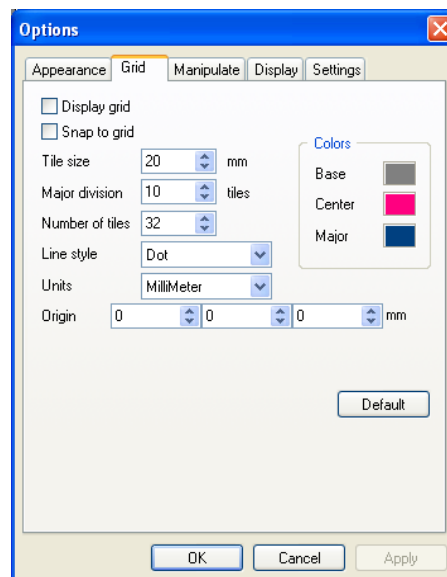 Options
Appearance Grid Manipulate Display Settings
Display grid
Snap to grid
Tile size 20 mm
Major division 10 tiles
Number of tiles 32
Line style Dot
Units MilliMeter
Origin 0 0 0 mm
Colors
Base
Center
Major
Default
OK Cancel Apply